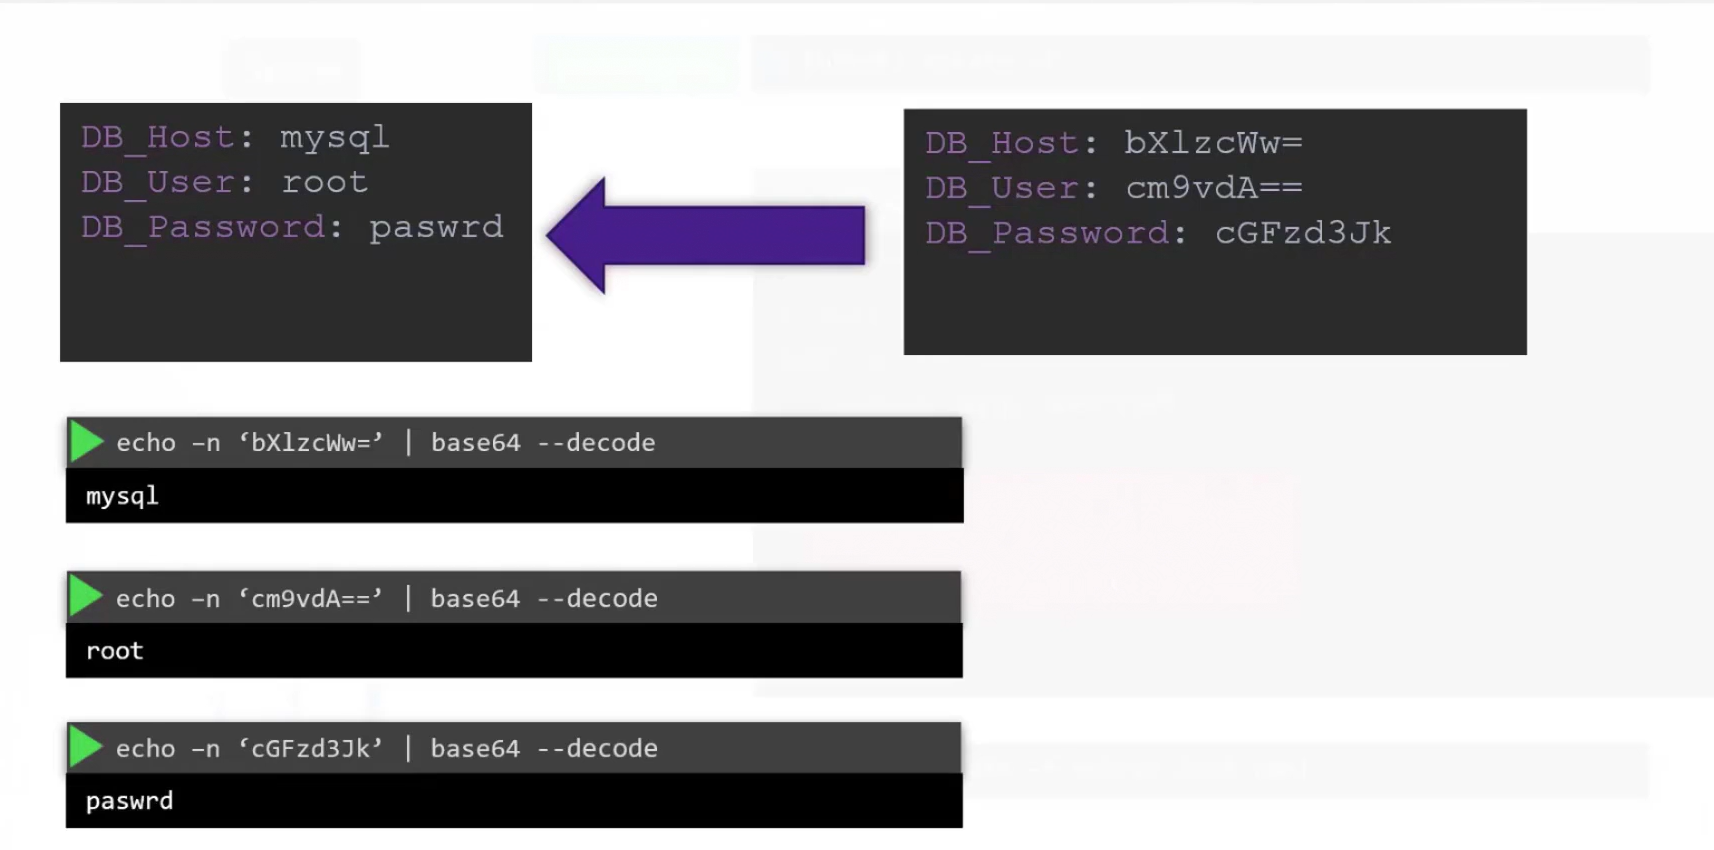 DB_Host: mysql
DB_User: root
DB_Password: paswrd
DB_Host: bXlzcWw=
DB_User: cm9vdA==
DB_Password: cGFzd3Jk
echo –n ‘bXlzcWw=’ | base64 --decode
mysql
echo –n ‘cm9vdA==’ | base64 --decode
root
echo –n ‘cGFzd3Jk’ | base64 --decode
paswrd